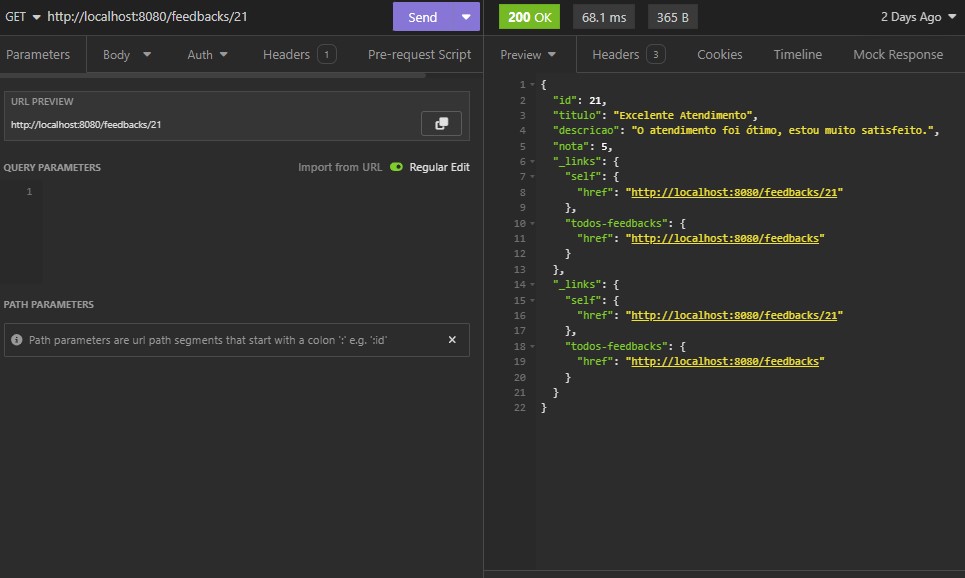 GET http://localhost:8080/feedbacks/21 Send
200 OK 68.1 ms 365 B 2 Days Ago
Parameters Body Auth Headers 1 Pre-request Script
Preview Headers 3 Cookies Timeline Mock Response
URL PREVIEW
http://localhost:8080/feedbacks/21
QUERY PARAMETERS Import from URL Regular Edit
1
PATH PARAMETERS
Path parameters are url path segments that start with a colon ':' e.g. ':id'
1 {
2 "id": 21,
3 "titulo": "Excelente Atendimento",
4 "descricao": "O atendimento foi ótimo, estou muito satisfeito.",
5 "nota": 5,
6 "_links": {
7 "self": {
8 "href": "http://localhost:8080/feedbacks/21"
9 },
10 "todos-feedbacks": {
11 "href": "http://localhost:8080/feedbacks"
12 }
13 },
14 "_links": {
15 "self": {
16 "href": "http://localhost:8080/feedbacks/21"
17 },
18 "todos-feedbacks": {
19 "href": "http://localhost:8080/feedbacks"
20 }
21 }
22 }